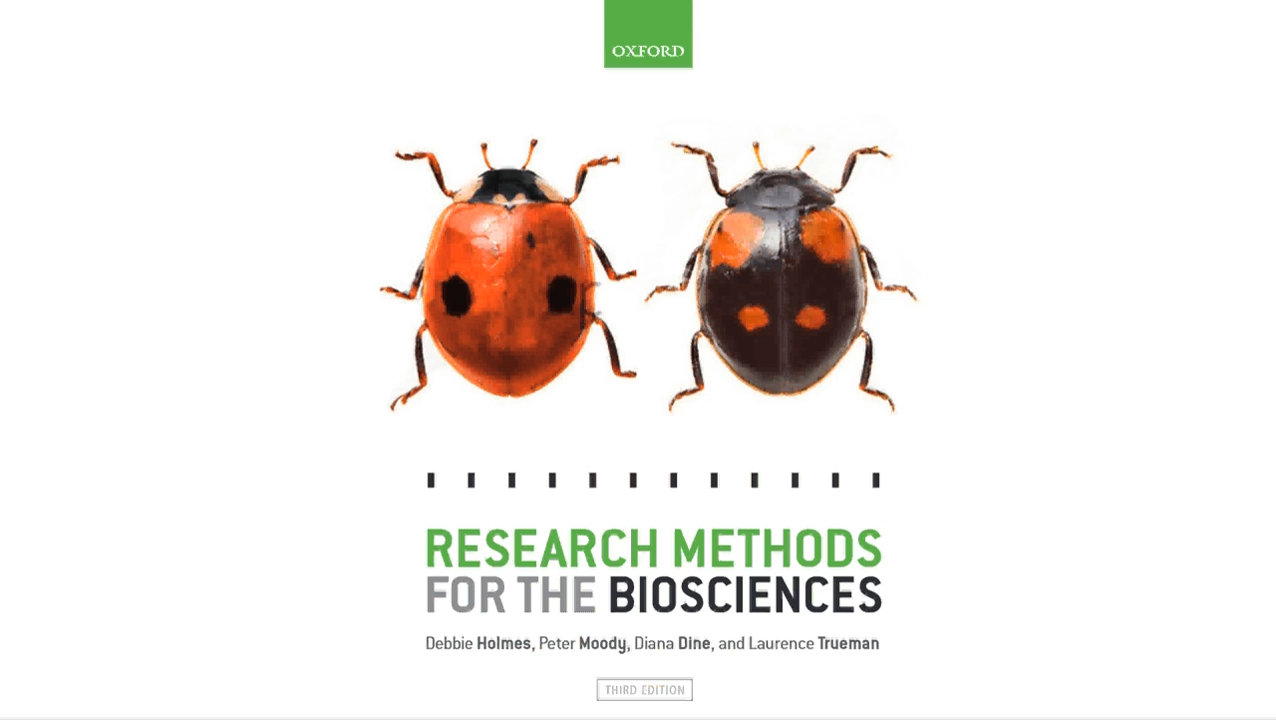 OXFORD
RESEARCH METHODS
FOR THE BIOSCIENCES
Debbie Holmes, Peter Moody, Diana Dine, and Laurence Trueman
THIRD EDITION